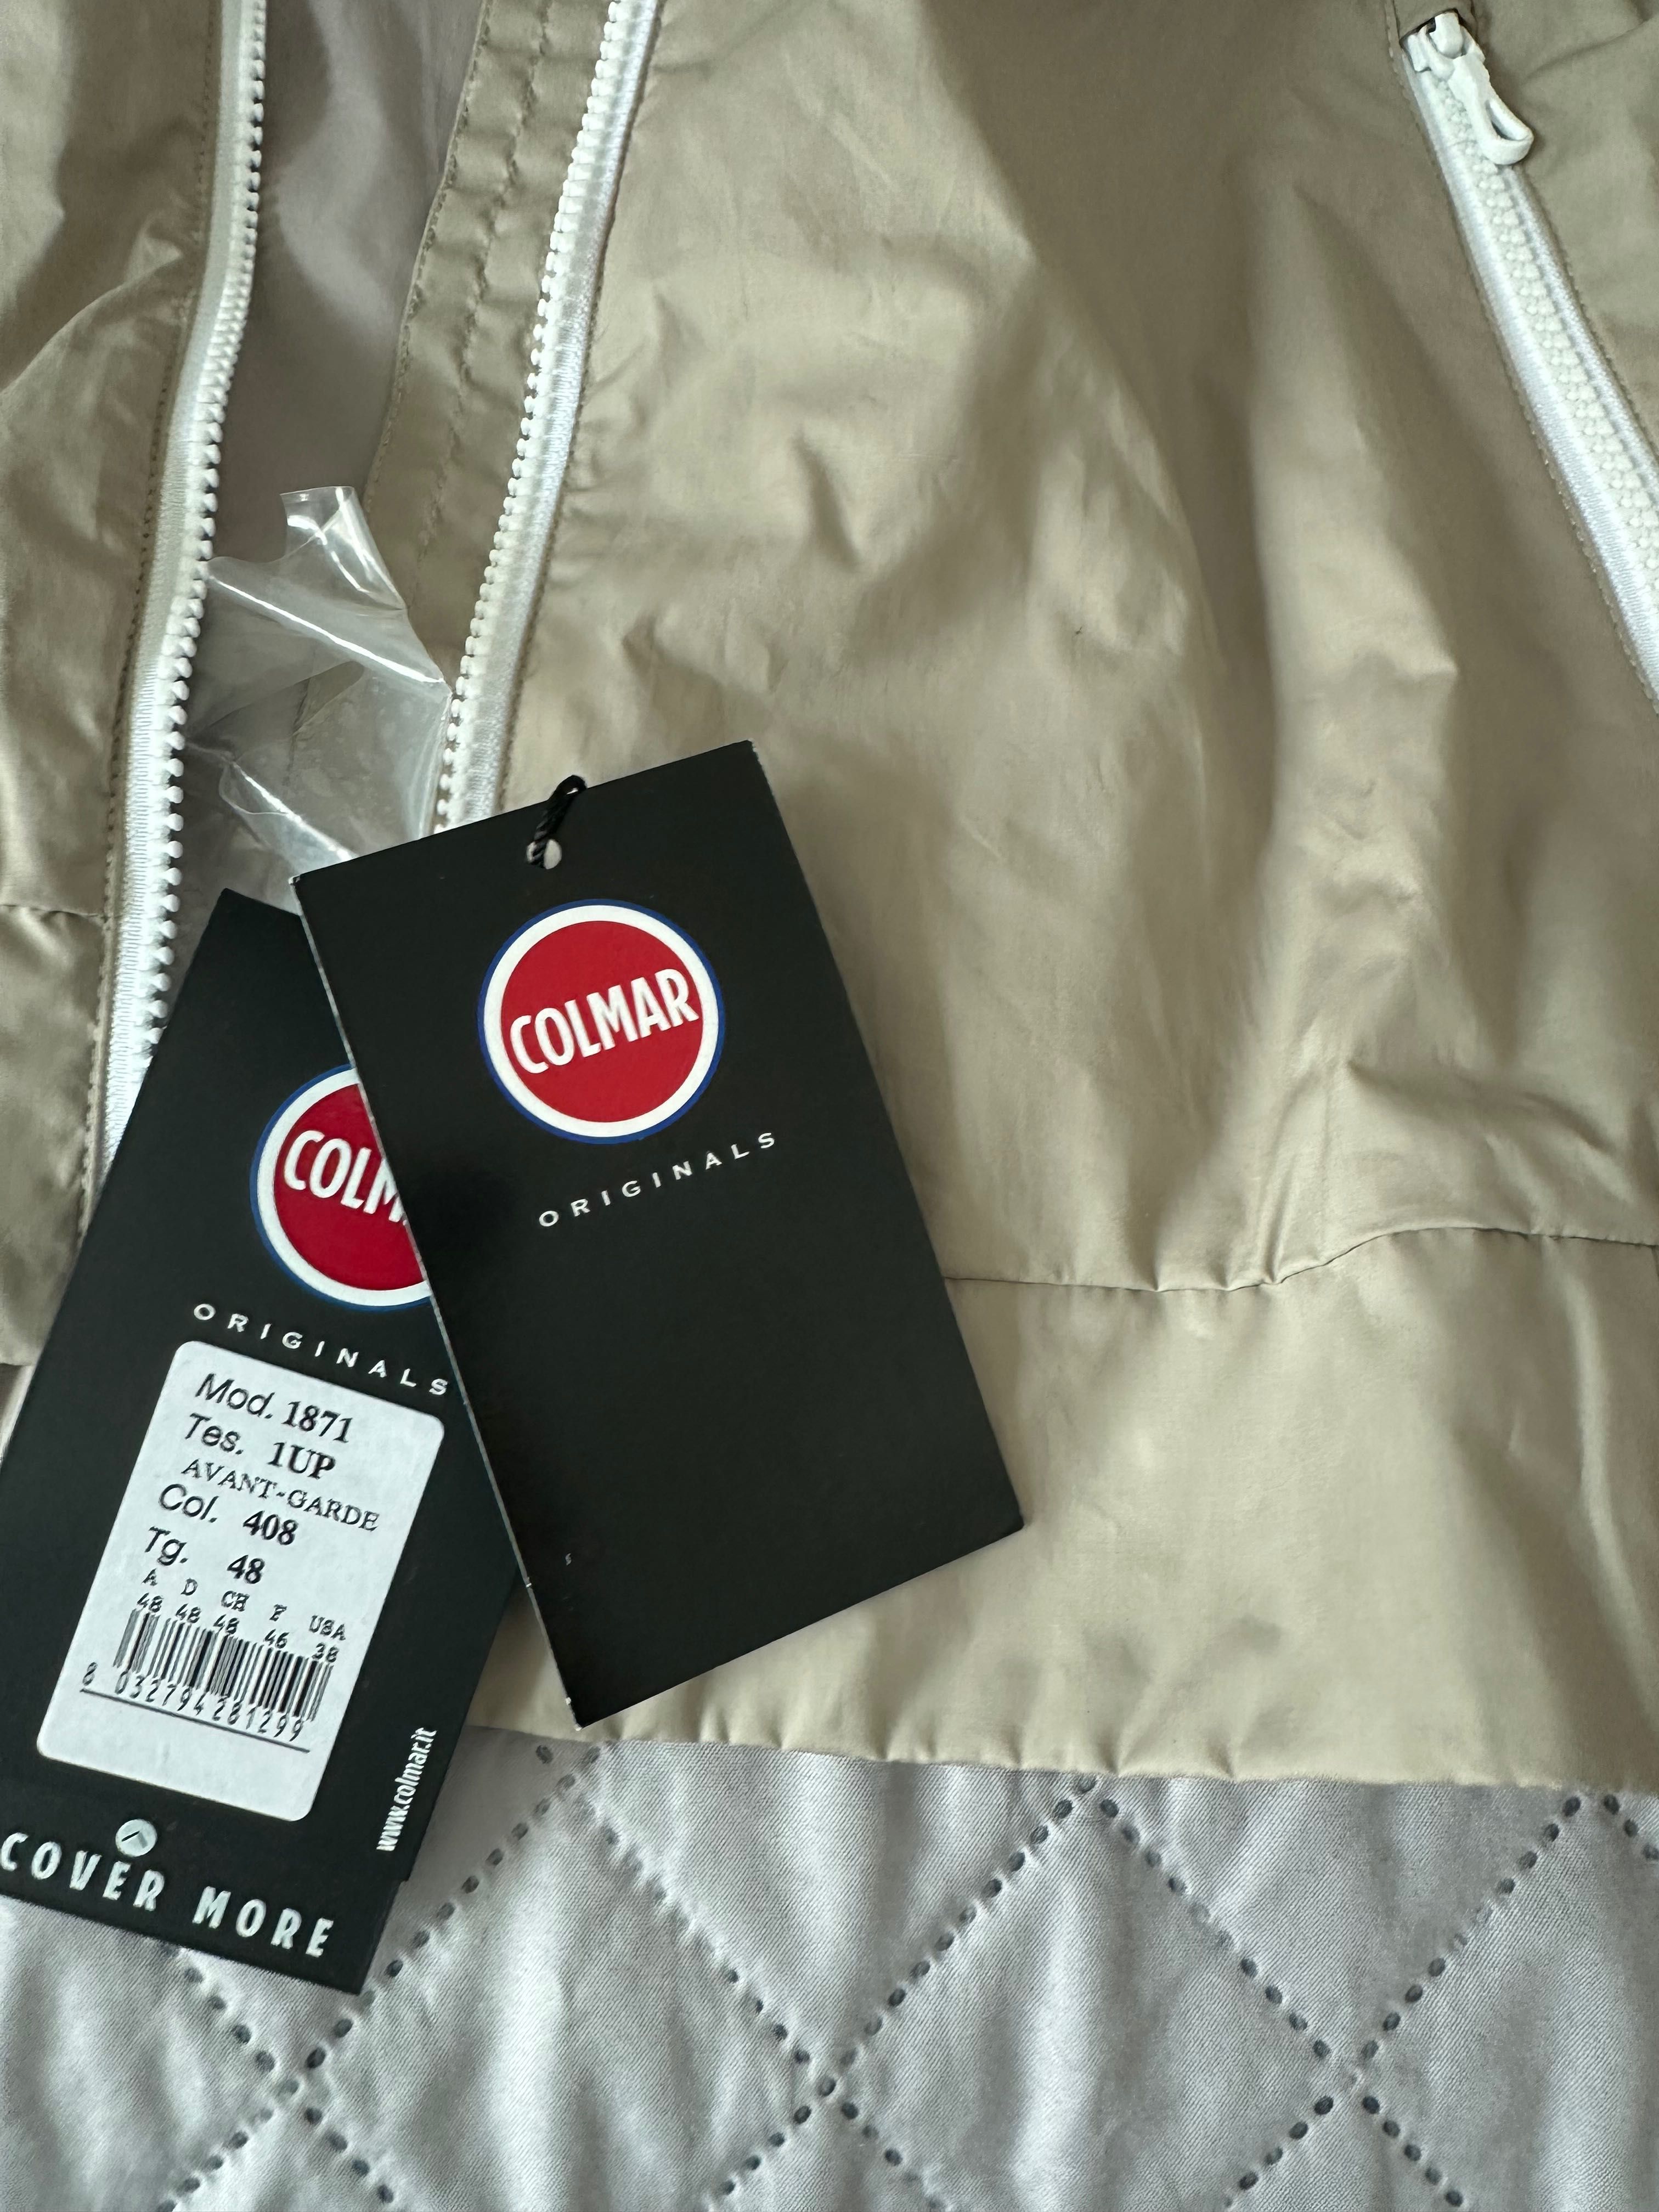 COLMAR
ORIGINALS
COLM
ORIGINALS
Mod. 1871
Tes. 1UP
AVANT-GARDE
Col. 408
Tg. 48
A D CH F USA
48 48 48 46 38
8 032794281299
www.colmar.it
COVER MORE